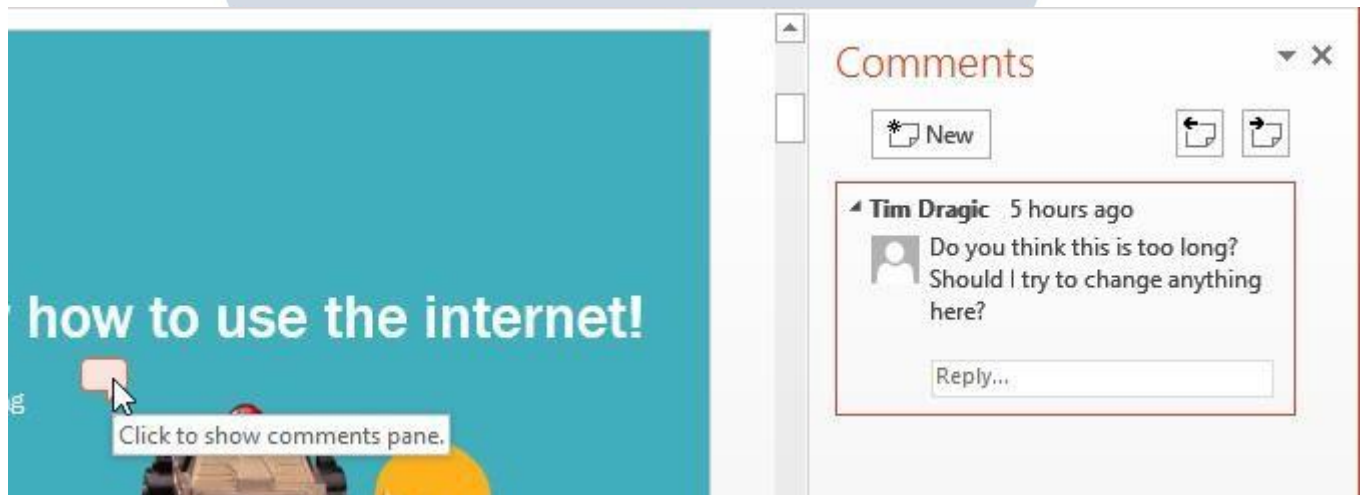 Comments
New
Tim Dragic 5 hours ago
Do you think this is too long?
Should I try to change anything
here?
Reply...
how to use the internet!
g
Click to show comments pane.